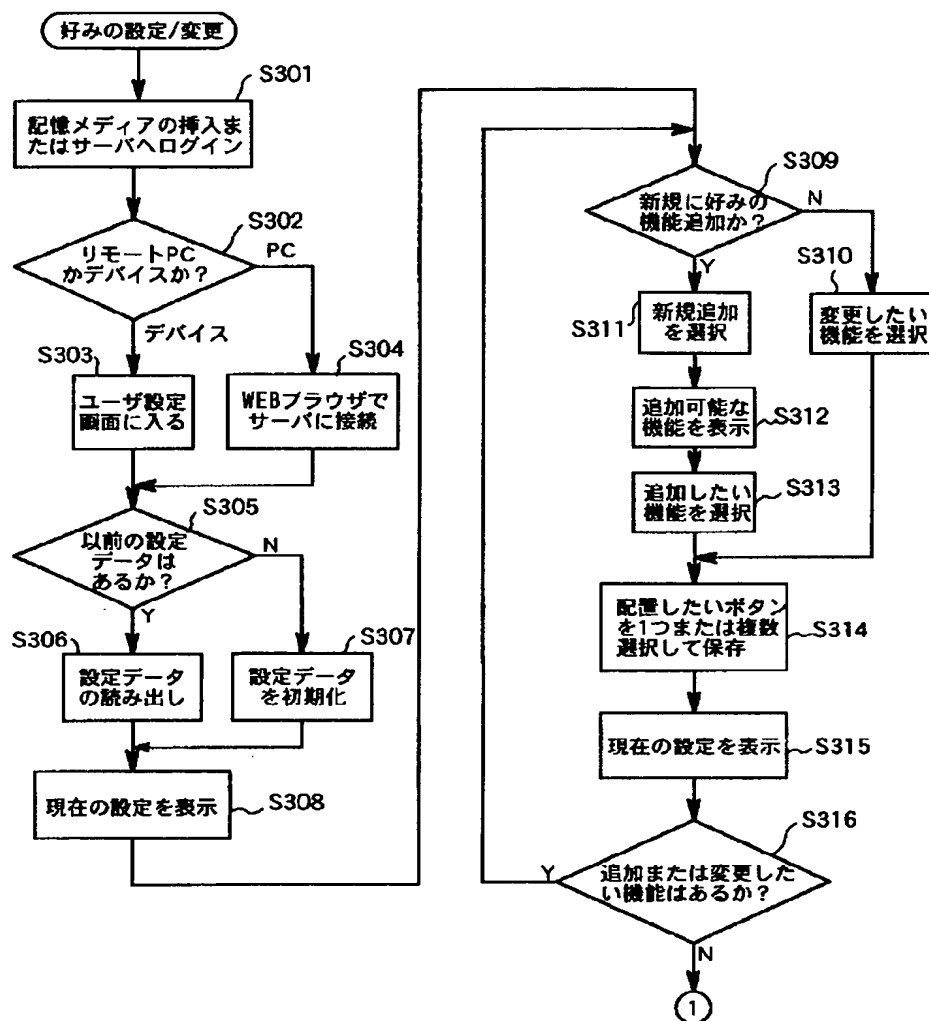 好みの設定/変更
S301
記憶メディアの挿入ま
たはサーバへログイン
S302
リモートPC
かデバイスか？
PC
デバイス
S303
ユーザ設定
画面に入る
S304
WEBブラウザで
サーバに接続
S305
以前の設定
データは
あるか？
N
Y
S306
設定データ
の読み出し
S307
設定データ
を初期化
S308
現在の設定を表示
S309
新規に好みの
機能追加か？
N
Y
S310
変更したい
機能を選択
S311
新規追加
を選択
S312
追加可能な
機能を表示
S313
追加したい
機能を選択
S314
配置したいボタン
を1つまたは複数
選択して保存
S315
現在の設定を表示
S316
追加または変更した
い機能はあるか？
Y
N
1